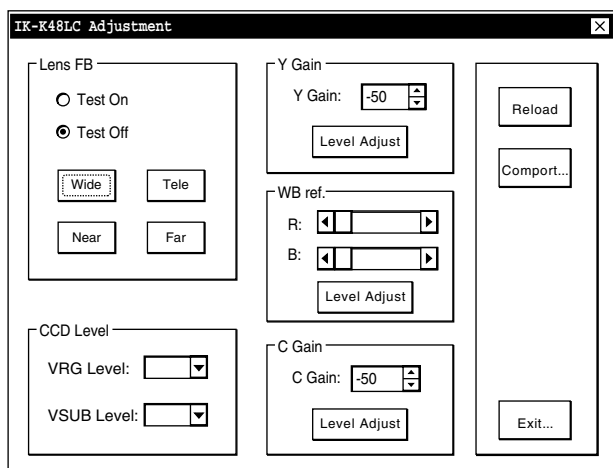 IK-K48LC Adjustment
Lens FB
Test On
Test Off
Wide Tele
Near Far
CCD Level
VRG Level:
VSUB Level:
Y Gain
Y Gain: -50
Level Adjust
WB ref.
R:
B:
Level Adjust
C Gain
C Gain: -50
Level Adjust
Reload
Comport...
Exit...